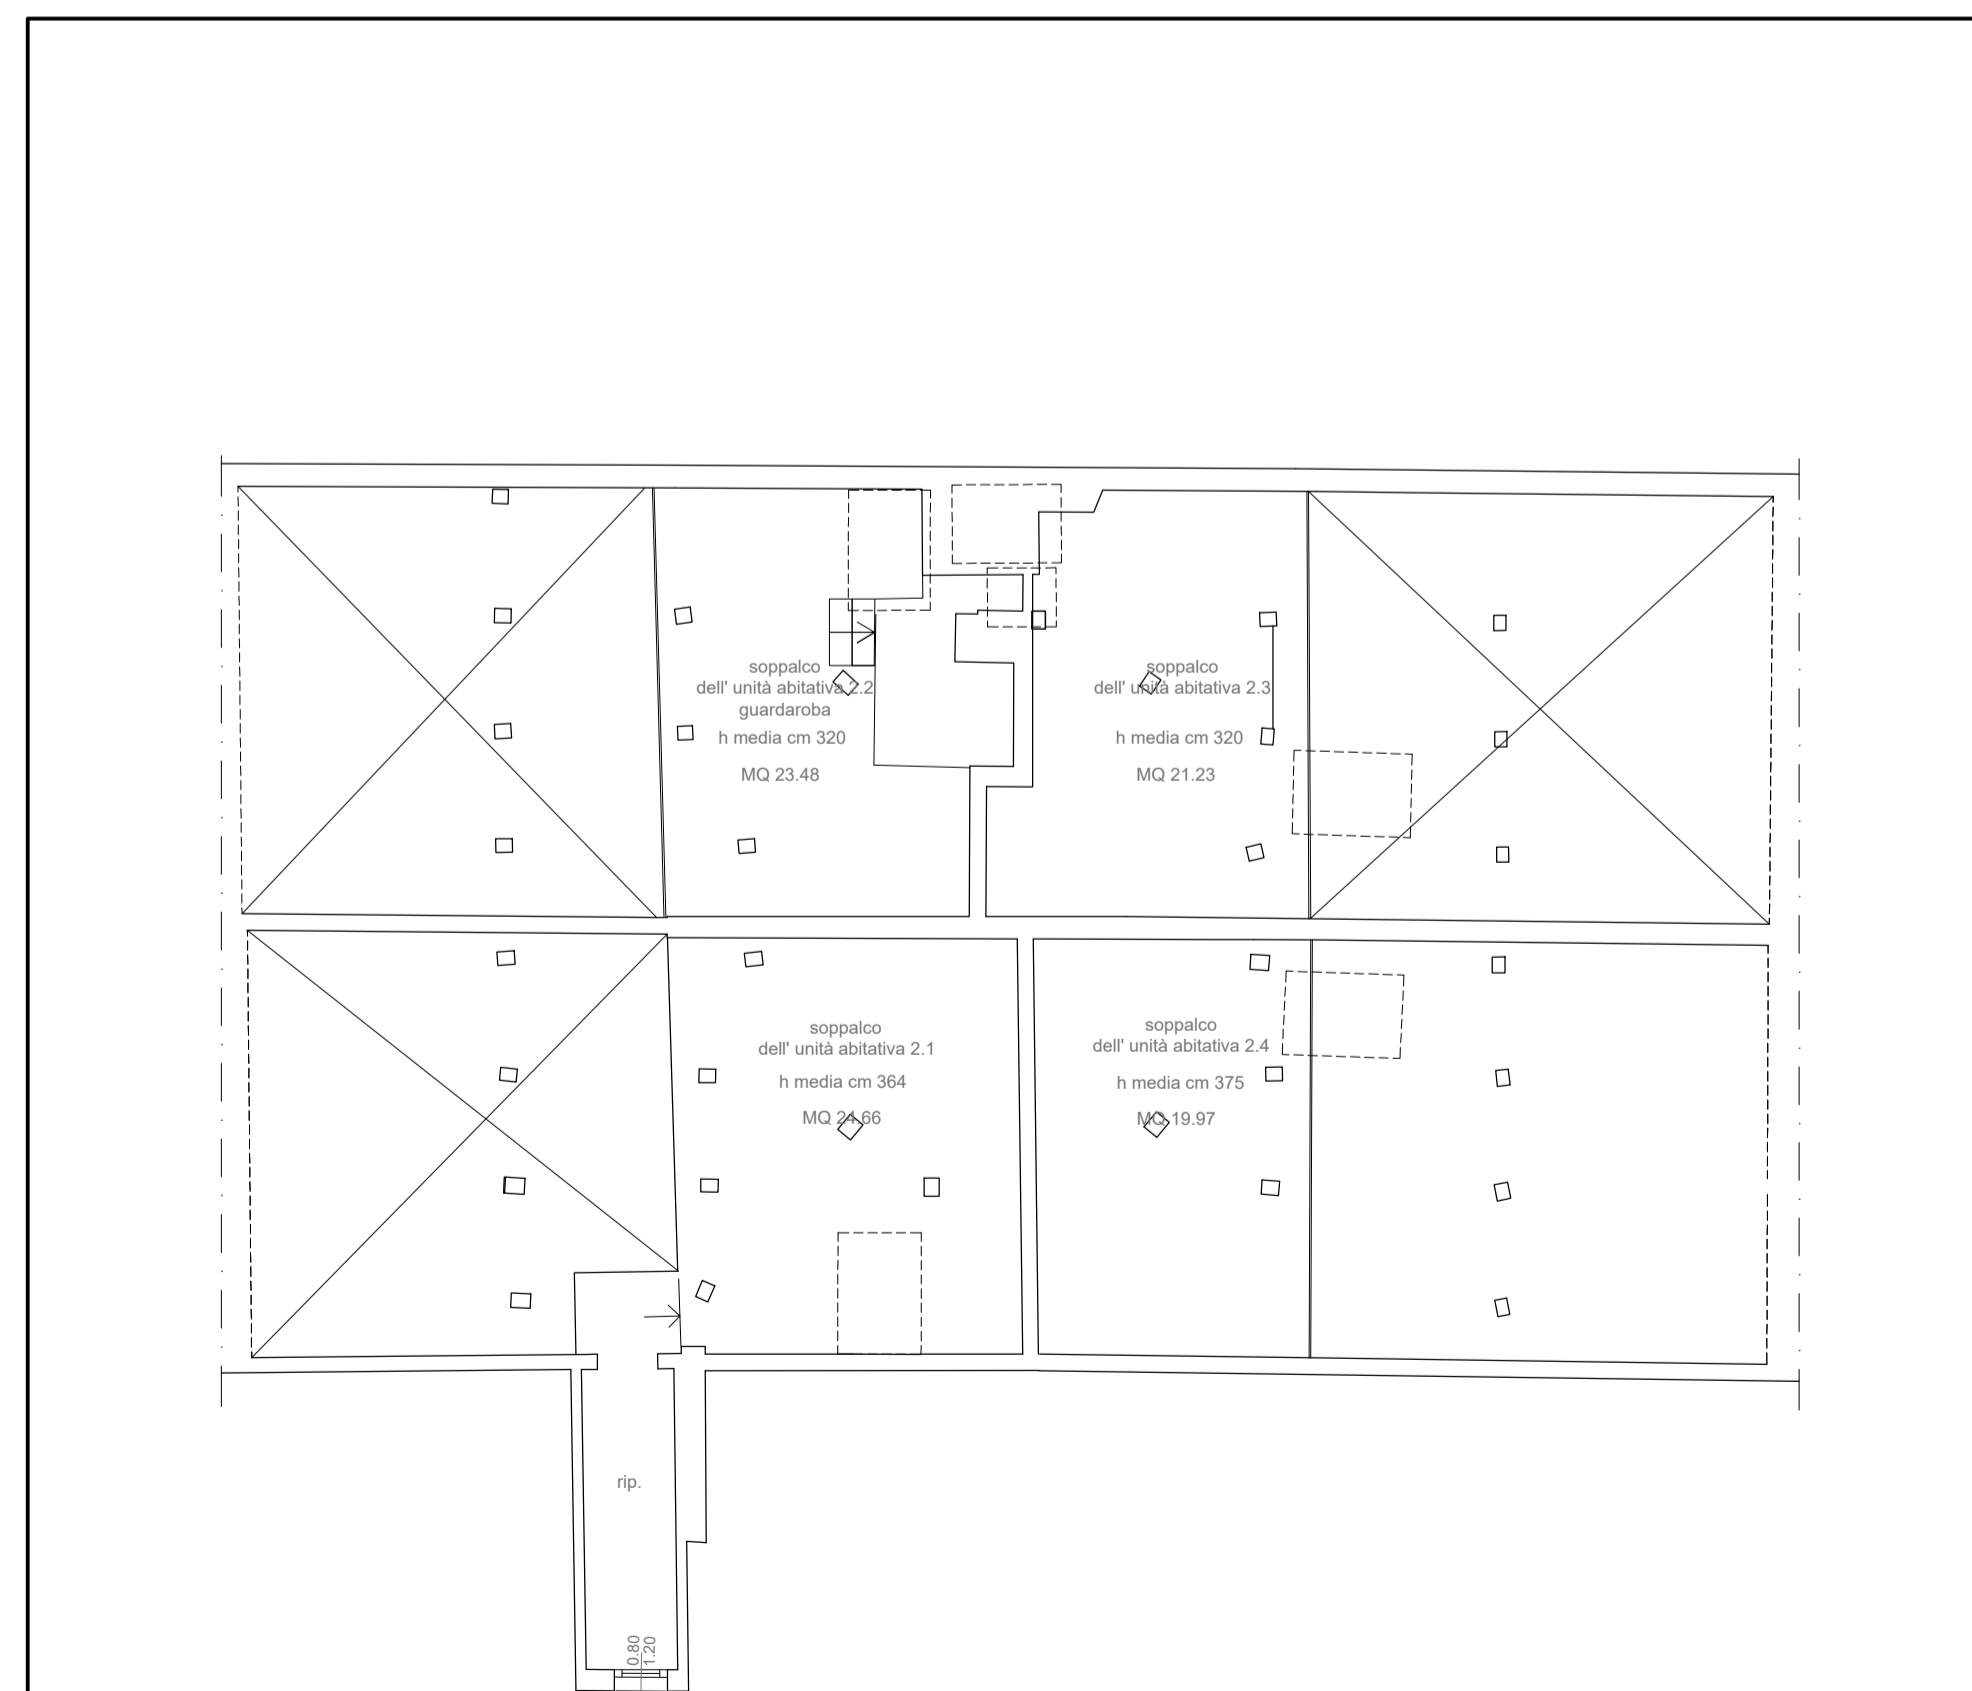 soppalco
dell' unità abitativa 2.2
guardaroba
h media cm 320
MQ 23.48
soppalco
dell' unità abitativa 2.3
h media cm 320
MQ 21.23
soppalco
dell' unità abitativa 2.1
h media cm 364
MQ 24.66
soppalco
dell' unità abitativa 2.4
h media cm 375
MQ 19.97
rip.
0.80
1.20